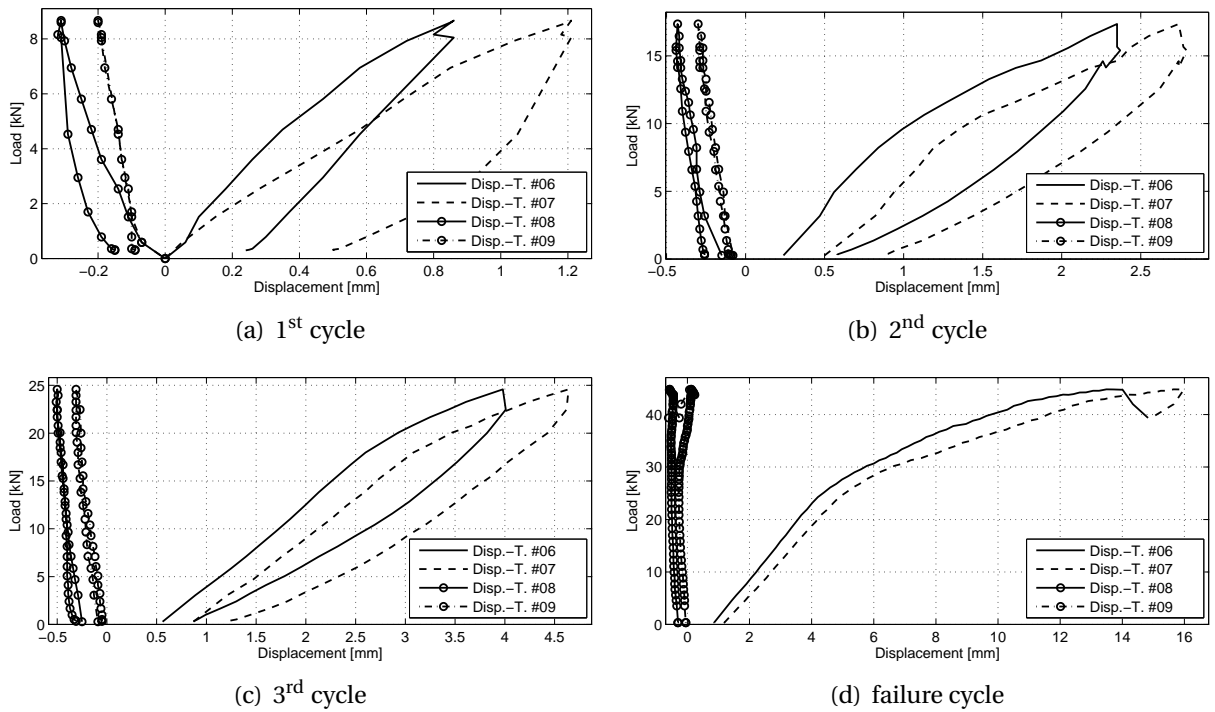 8
6
4
2
0
Load [kN]
−0.2 0 0.2 0.4 0.6 0.8 1 1.2
Displacement [mm]
Disp.−T. #06
Disp.−T. #07
Disp.−T. #08
Disp.−T. #09
(a) 1st cycle
15
10
5
0
Load [kN]
−0.5 0 0.5 1 1.5 2 2.5
Displacement [mm]
Disp.−T. #06
Disp.−T. #07
Disp.−T. #08
Disp.−T. #09
(b) 2nd cycle
25
20
15
10
5
0
Load [kN]
−0.5 0 0.5 1 1.5 2 2.5 3 3.5 4 4.5
Displacement [mm]
Disp.−T. #06
Disp.−T. #07
Disp.−T. #08
Disp.−T. #09
(c) 3rd cycle
40
30
20
10
0
Load [kN]
0 2 4 6 8 10 12 14 16
Displacement [mm]
Disp.−T. #06
Disp.−T. #07
Disp.−T. #08
Disp.−T. #09
(d) failure cycle